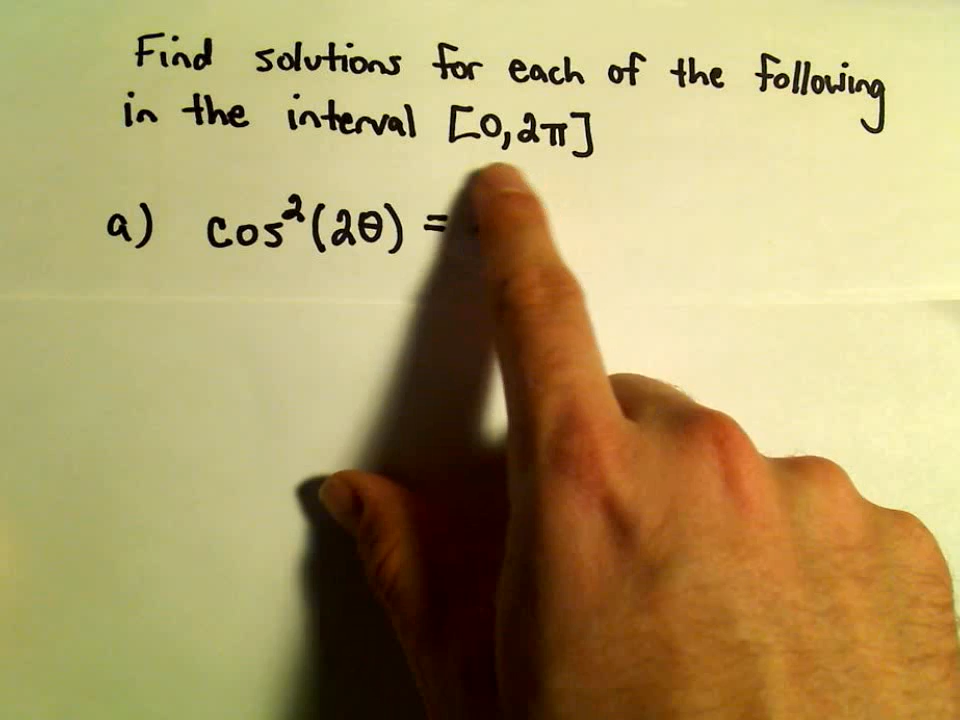 Find solutions for each of the following
in the interval [0,2π]
a) cos²(2θ) =